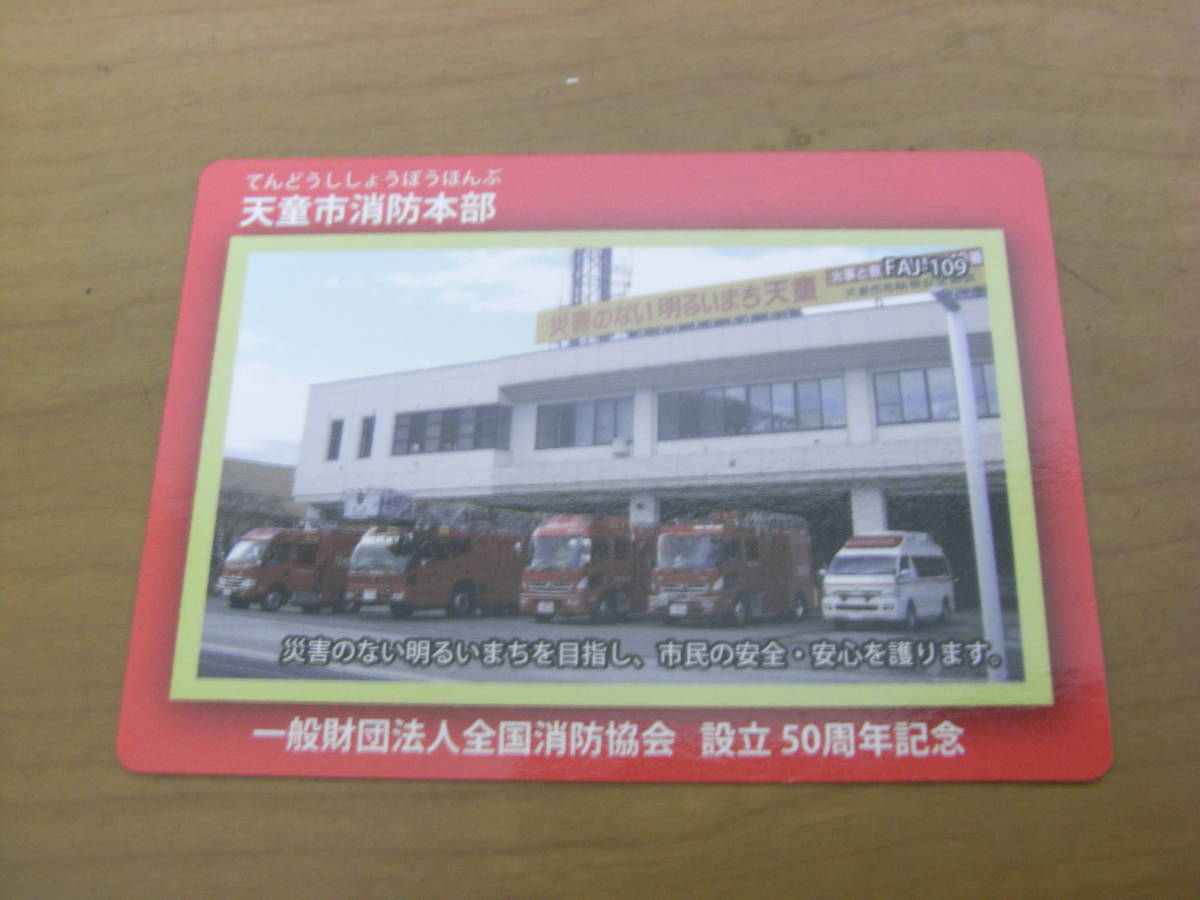 てんどうししょうぼうほんぶ
天童市消防本部
FAJ-109
災害のない 明るいまち天童
火事と
災害のない明るいまちを目指し、市民の安全・安心を護ります。
一般財団法人全国消防協会 設立 50周年記念